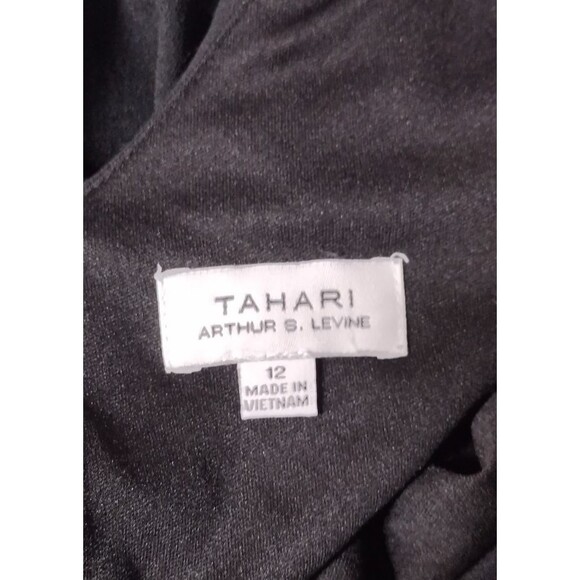 TAHARI
ARTHUR S. LEVINE
12
MADE IN
VIETNAM